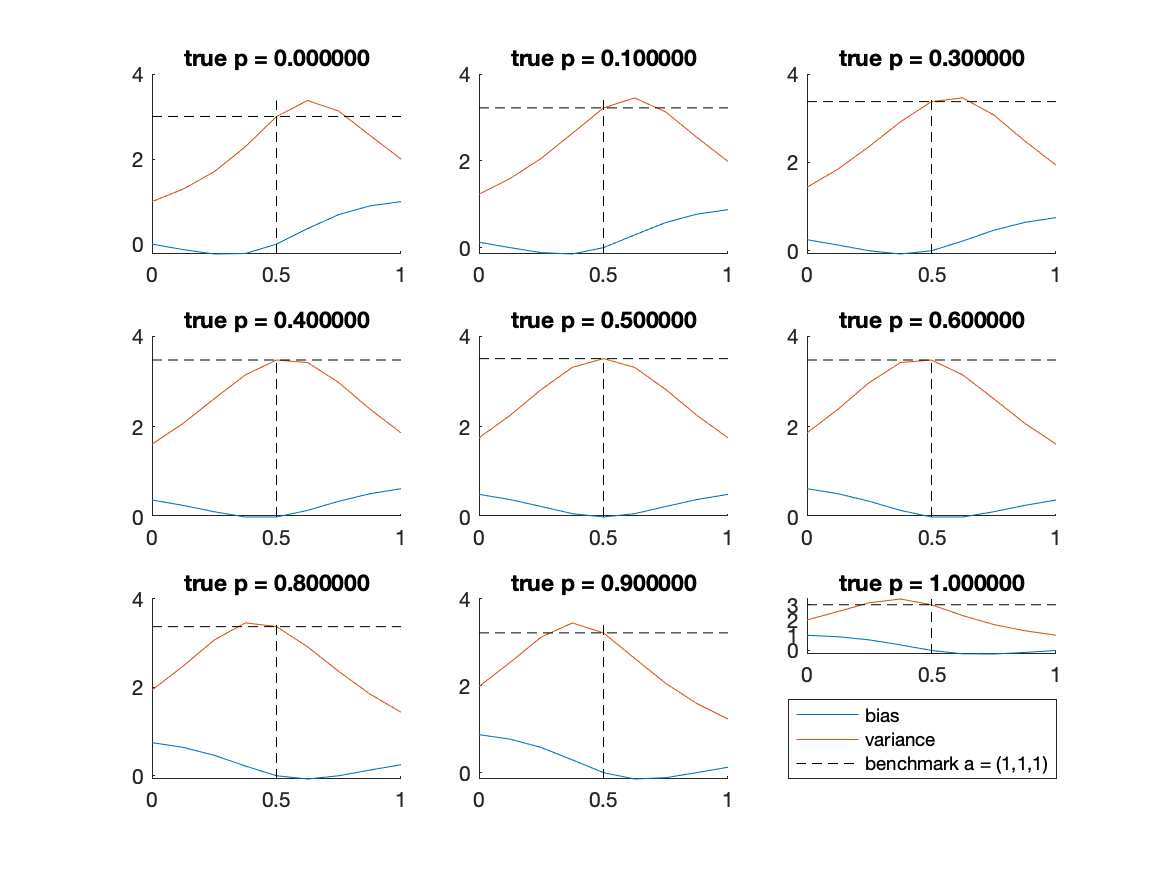 true p = 0.000000
4
2
0
0 0.5 1
true p = 0.100000
4
2
0
0 0.5 1
true p = 0.300000
4
2
0
0 0.5 1
true p = 0.400000
4
2
0
0 0.5 1
true p = 0.500000
4
2
0
0 0.5 1
true p = 0.600000
4
2
0
0 0.5 1
true p = 0.800000
4
2
0
0 0.5 1
true p = 0.900000
4
2
0
0 0.5 1
true p = 1.000000
3
2
1
0
0 0.5 1
bias
variance
benchmark a = (1,1,1)